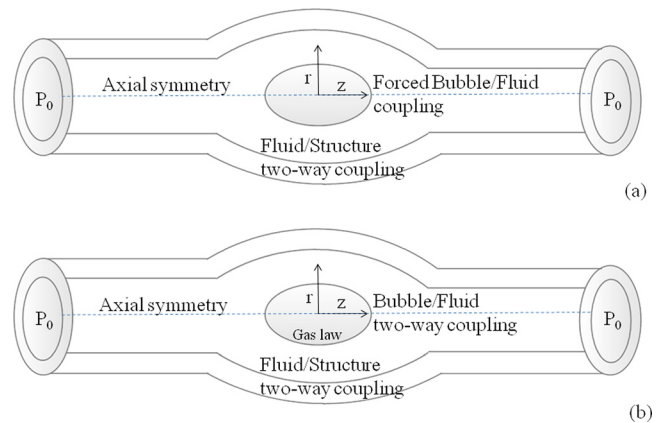 Axial symmetry
r
z
Forced Bubble/Fluid
coupling
P0
P0
Fluid/Structure
two-way coupling
(a)
Axial symmetry
r
z
Bubble/Fluid
two-way coupling
P0
P0
Gas law
Fluid/Structure
two-way coupling
(b)